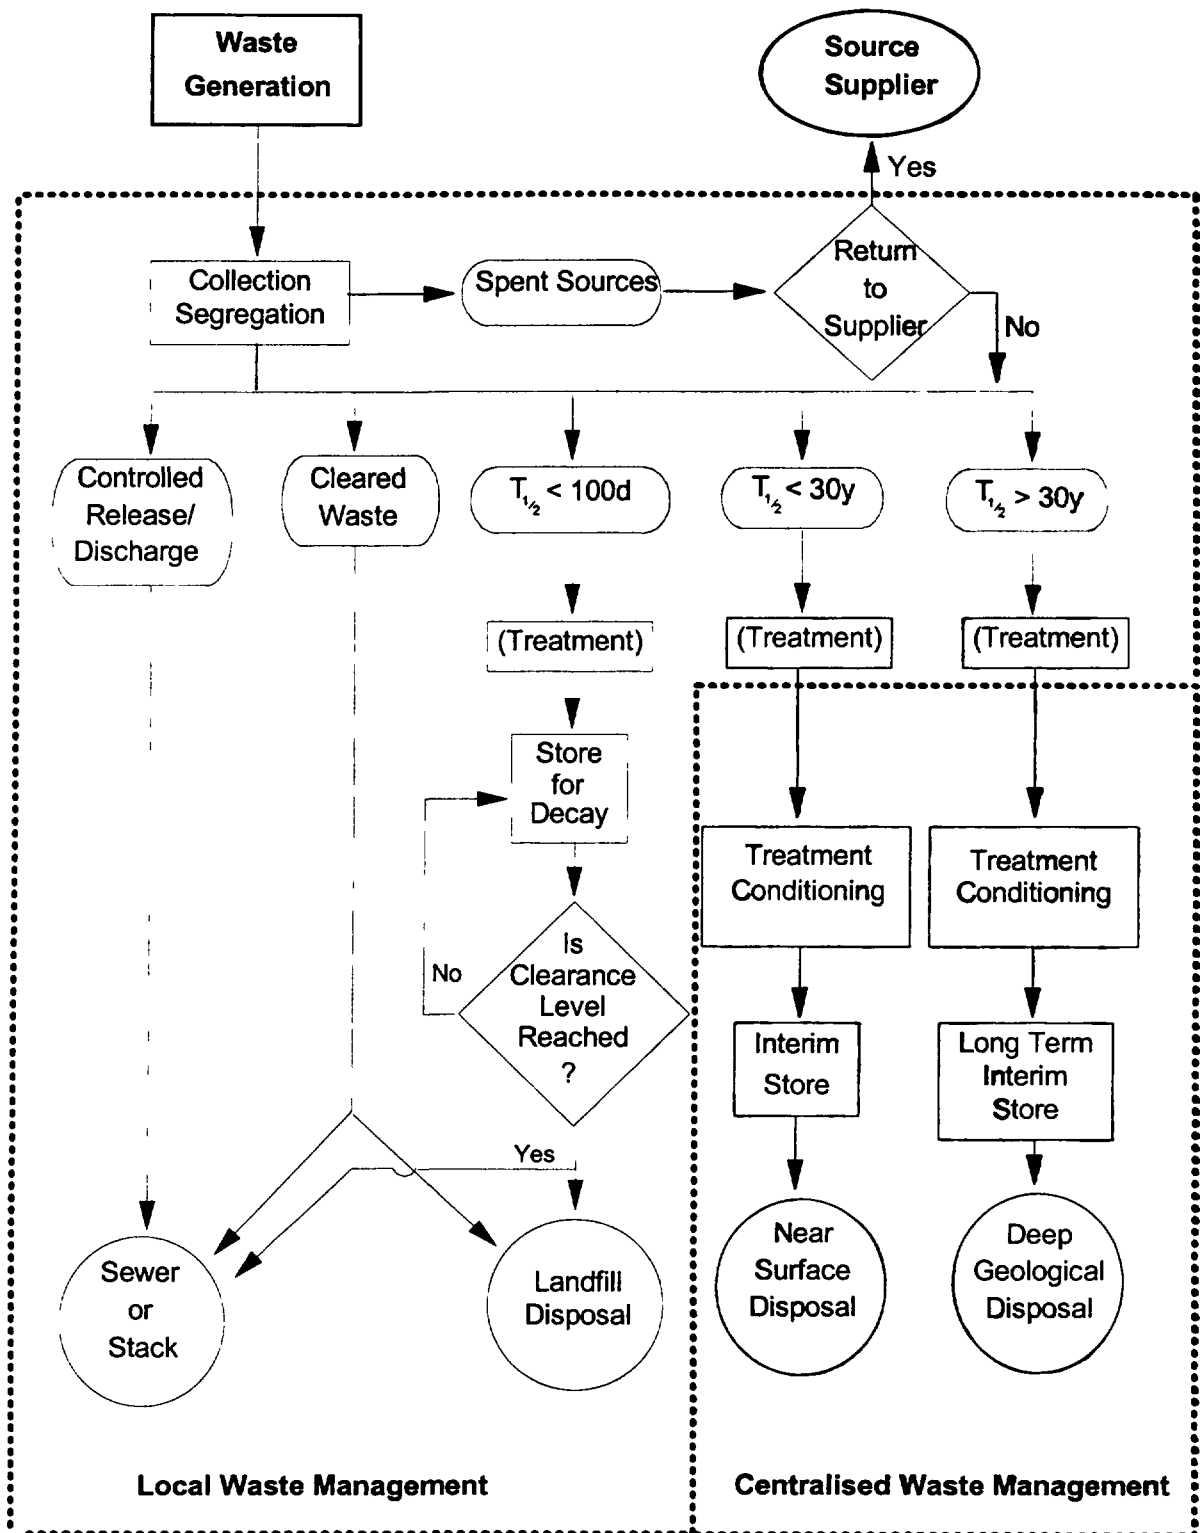 Waste
Generation
Source
Supplier
Yes
Collection
Segregation
Spent Sources
Return
to
Supplier
No
Controlled
Release/
Discharge
Cleared
Waste
T½ < 100d
T½ < 30y
T½ > 30y
(Treatment)
(Treatment)
(Treatment)
Store
for
Decay
Treatment
Conditioning
Treatment
Conditioning
No
Is
Clearance
Level
Reached
?
Interim
Store
Long Term
Interim
Store
Yes
Sewer
or
Stack
Landfill
Disposal
Near
Surface
Disposal
Deep
Geological
Disposal
Local Waste Management
Centralised Waste Management